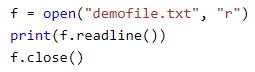 f = open("demofile.txt", "r")
print(f.readline())
f.close()